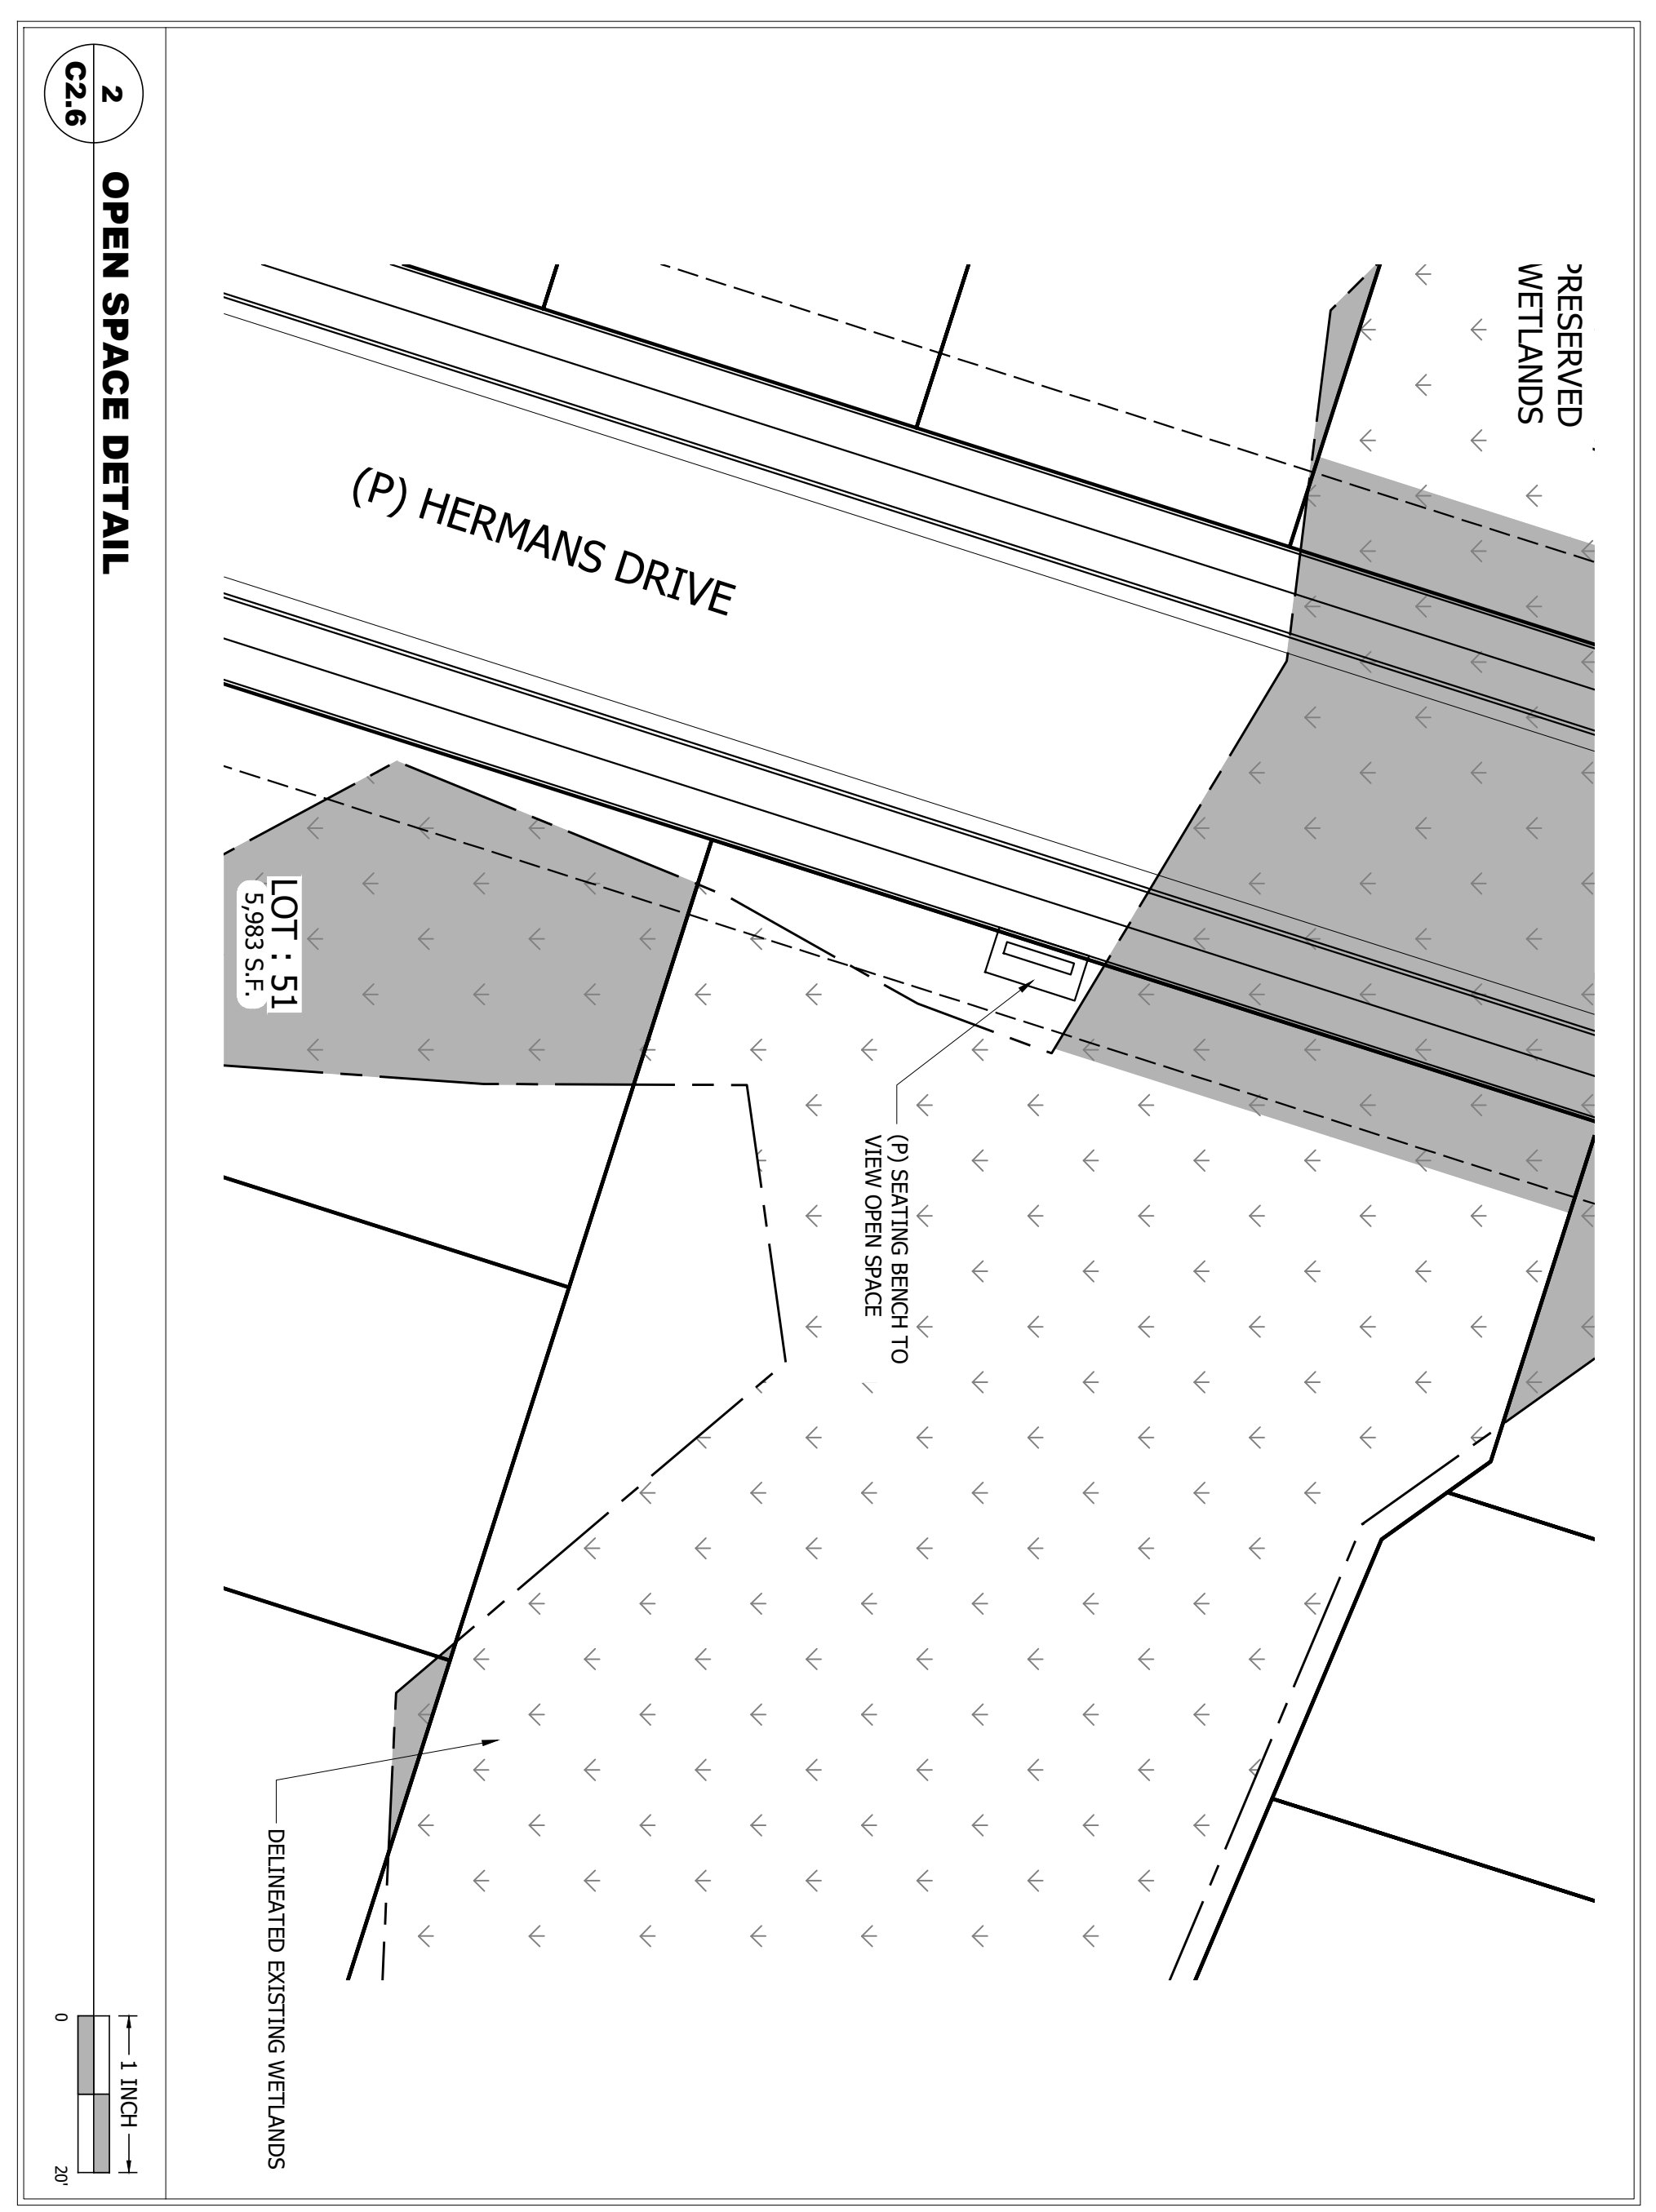 PRESERVED
WETLANDS
(P) HERMANS DRIVE
LOT : 51
5,983 S.F.
(P) SEATING BENCH TO
VIEW OPEN SPACE
DELINEATED EXISTING WETLANDS
2
C2.6
OPEN SPACE DETAIL
1 INCH
0
20'